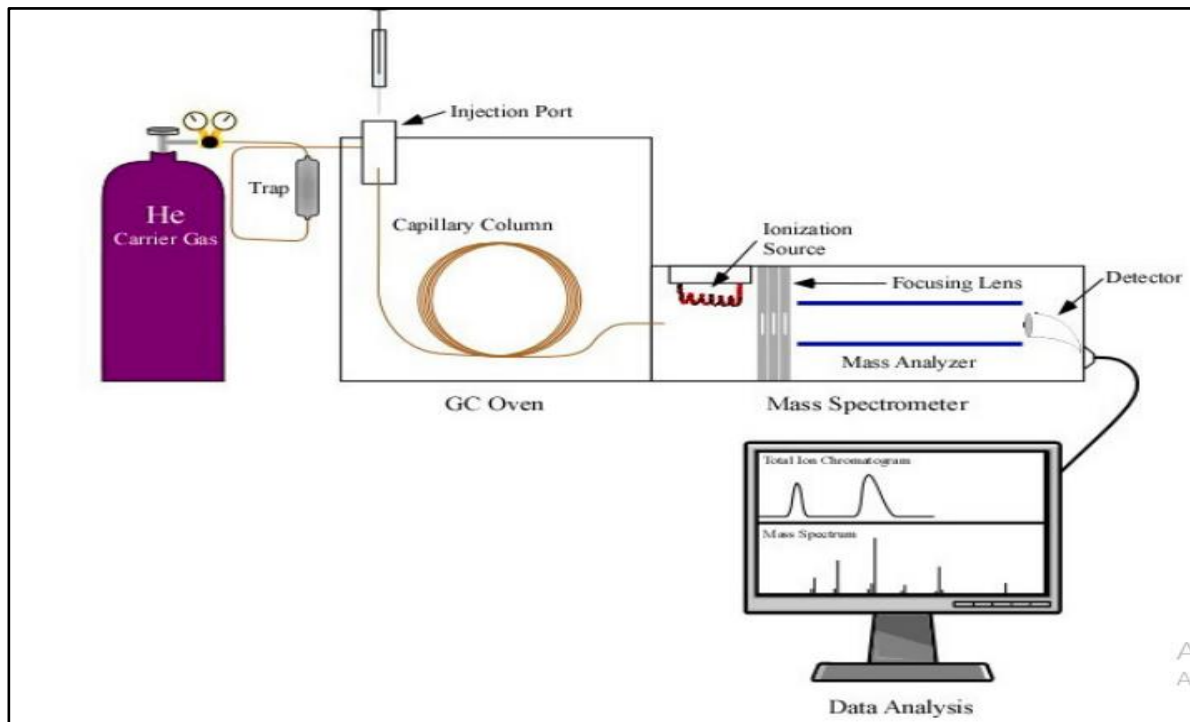 Injection Port
Trap
He
Carrier Gas
Capillary Column
Ionization
Source
Focusing Lens
Detector
Mass Analyzer
GC Oven
Mass Spectrometer
Total Ion Chromatogram
Mass Spectrum
Data Analysis
A
A